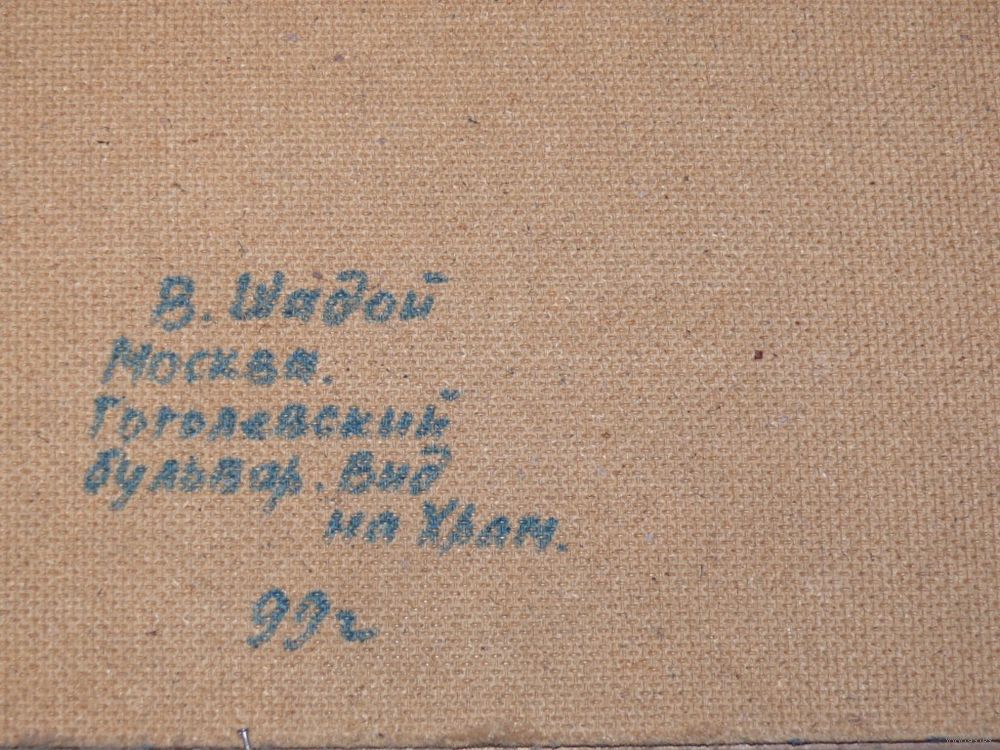 В. Шадой
Москва.
Гоголевский
бульвар. Вид
на Храм.
99г